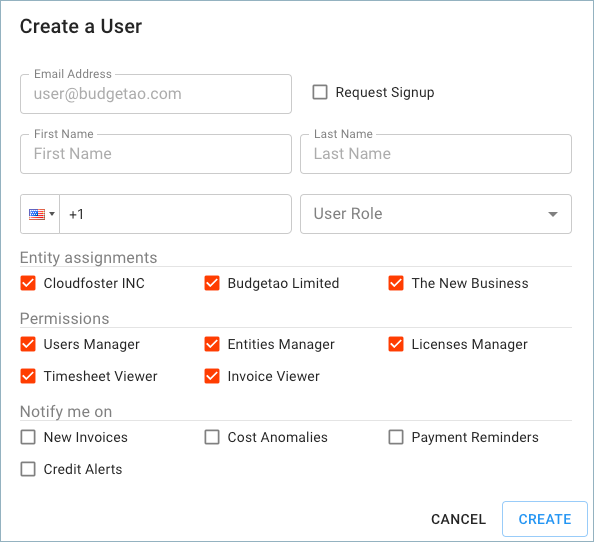 Create a User
Email Address
user@budgetao.com
Request Signup
First Name
Last Name
First Name
Last Name
+1
User Role
Entity assignments
Cloudfoster INC
Budgetao Limited
The New Business
Permissions
Users Manager
Entities Manager
Licenses Manager
Timesheet Viewer
Invoice Viewer
Notify me on
New Invoices
Cost Anomalies
Payment Reminders
Credit Alerts
CANCEL
CREATE